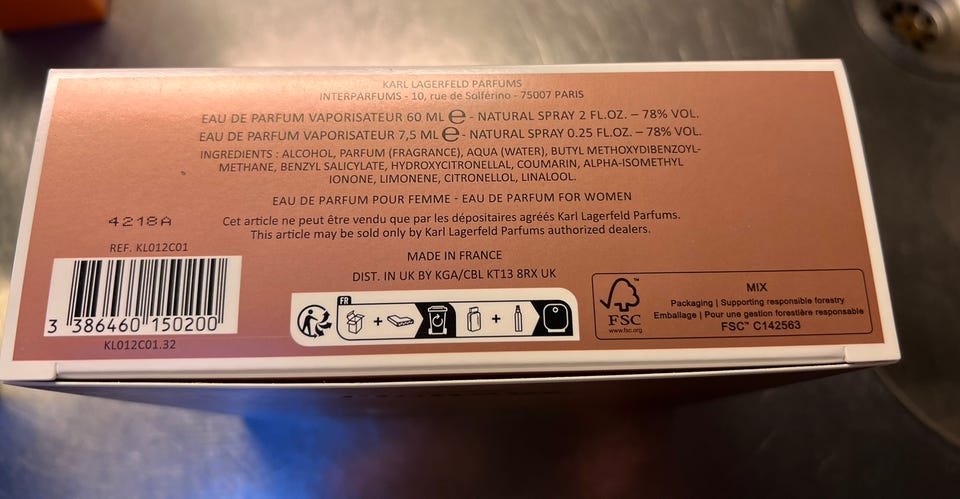 KARL LAGERFELD PARFUMS
INTERPARFUMS - 10, rue de Solférino - 75007 PARIS
EAU DE PARFUM VAPORISATEUR 60 ML ℮ - NATURAL SPRAY 2 FL.OZ. – 78% VOL.
EAU DE PARFUM VAPORISATEUR 7,5 ML ℮ - NATURAL SPRAY 0.25 FL.OZ. – 78% VOL.
INGREDIENTS : ALCOHOL, PARFUM (FRAGRANCE), AQUA (WATER), BUTYL METHOXYDIBENZOYL-
METHANE, BENZYL SALICYLATE, HYDROXYCITRONELLAL, COUMARIN, ALPHA-ISOMETHYL
IONONE, LIMONENE, CITRONELLOL, LINALOOL.
EAU DE PARFUM POUR FEMME - EAU DE PARFUM FOR WOMEN
4218A
Cet article ne peut être vendu que par les dépositaires agréés Karl Lagerfeld Parfums.
This article may be sold only by Karl Lagerfeld Parfums authorized dealers.
REF. KL012C01
MADE IN FRANCE
DIST. IN UK BY KGA/CBL KT13 8RX UK
3 386460 150200
KL012C01.32
FR
+
+
FSC
www.fsc.org
MIX
Packaging | Supporting responsible forestry
Emballage | Pour une gestion forestière responsable
FSC™ C142563